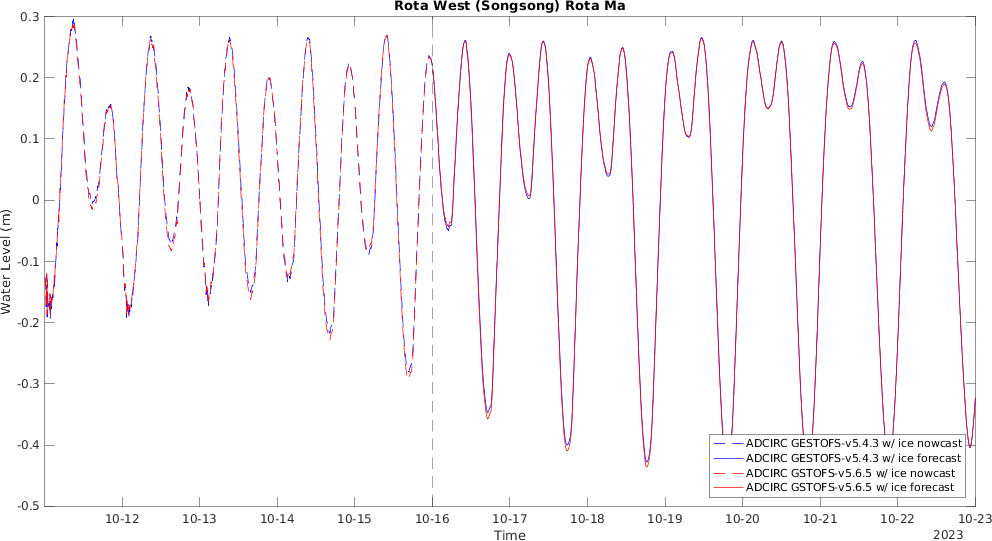 Rota West (Songsong) Rota Ma
0.3
0.2
0.1
0
-0.1
-0.2
-0.3
-0.4
-0.5
Water Level (m)
ADCIRC GESTOFS-v5.4.3 w/ ice nowcast
ADCIRC GESTOFS-v5.4.3 w/ ice forecast
ADCIRC GSTOFS-v5.6.5 w/ ice nowcast
ADCIRC GSTOFS-v5.6.5 w/ ice forecast
10-12 10-13 10-14 10-15 10-16 10-17 10-18 10-19 10-20 10-21 10-22 10-23
Time
2023